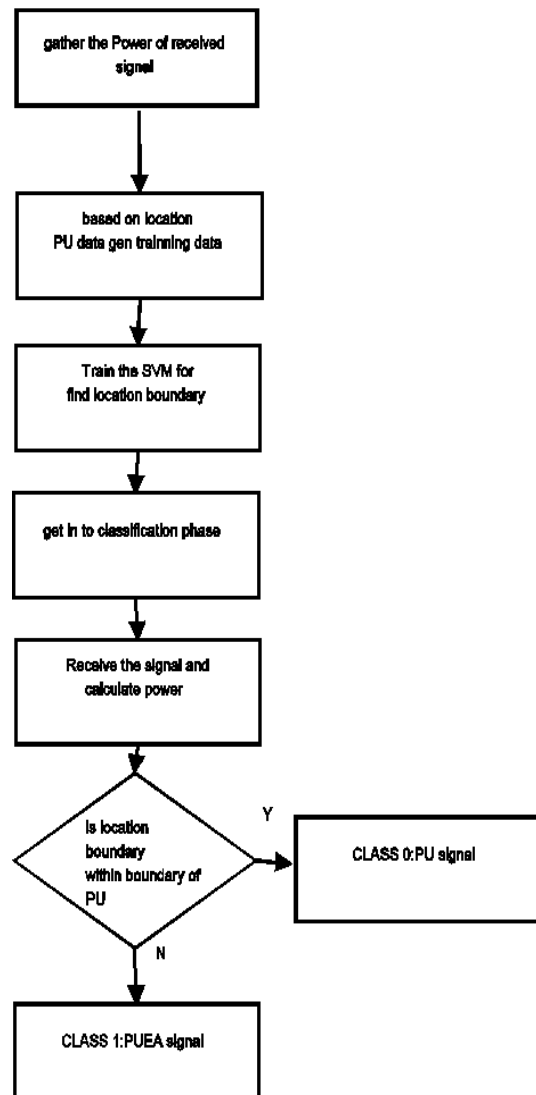 gather the Power of received
signal
based on location
PU data gen trainning data
Train the SVM for
find location boundary
get in to classification phase
Receive the signal and
calculate power
Is location
boundary
within boundary of
PU
Y
CLASS 0:PU signal
N
CLASS 1:PUEA signal